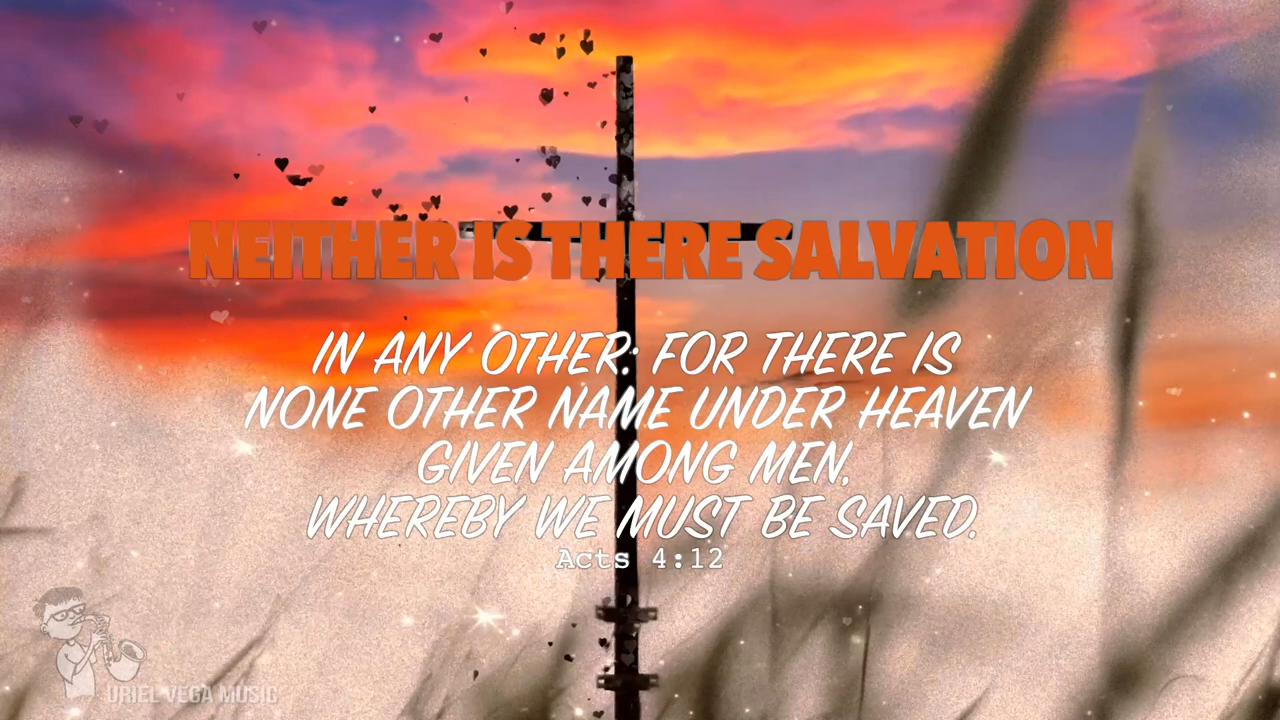 NEITHER IS THERE SALVATION
IN ANY OTHER: FOR THERE IS
NONE OTHER NAME UNDER HEAVEN
GIVEN AMONG MEN,
WHEREBY WE MUST BE SAVED.
Acts 4:12
URIEL VEGA MUSIC